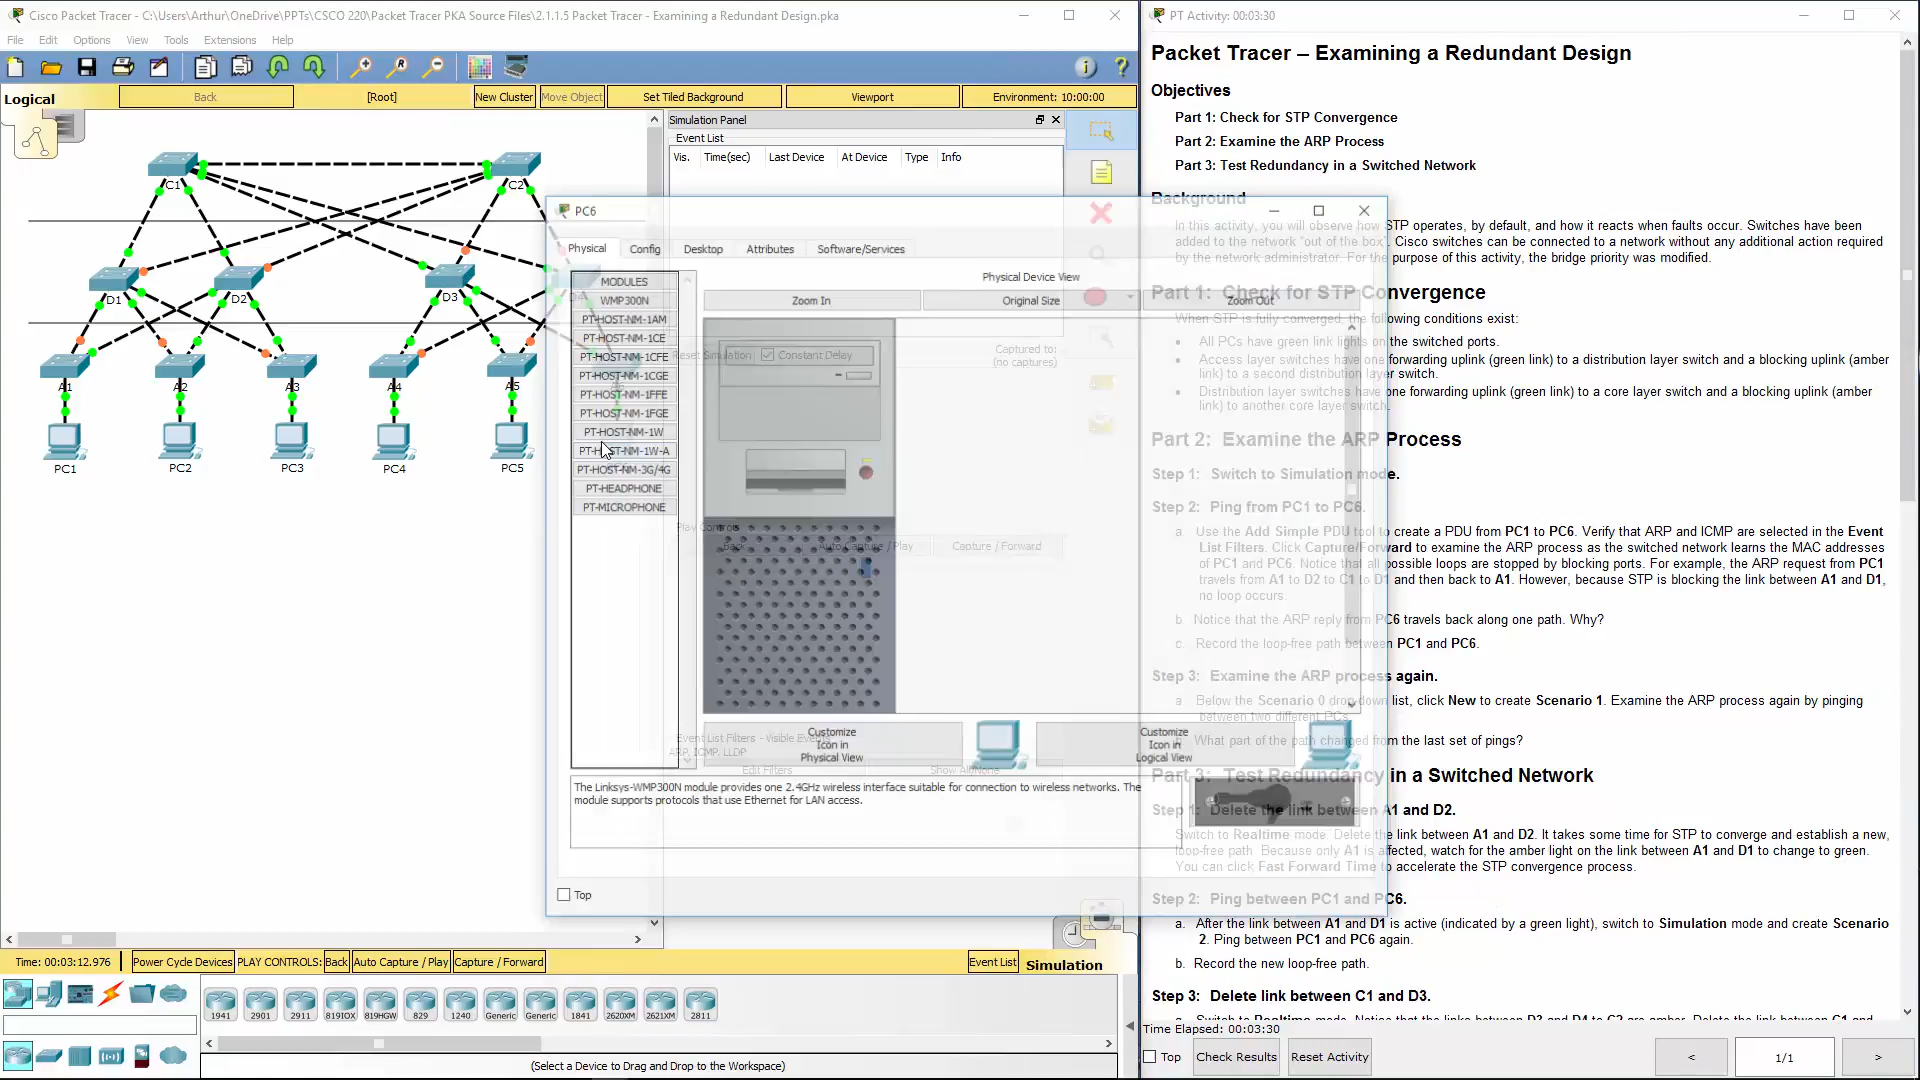 Cisco Packet Tracer - C:\Users\Arthur\OneDrive\PPTs\CSCO 220\Packet Tracer PKA Source Files\2.1.1.5 Packet Tracer - Examining a Redundant Design.pka
File Edit Options View Tools Extensions Help
Logical
Back
[Root]
New Cluster
Move Object
Set Tiled Background
Viewport
Environment: 10:00:00
C1
C2
D1
D2
D3
A1
A2
A3
A4
A5
PC1
PC2
PC3
PC4
PC5
Simulation Panel
Event List
Vis. Time(sec) Last Device At Device Type Info
Reset Simulation
Constant Delay
Captured to:
(no captures)
Play Controls
Back
Auto Capture / Play
Capture / Forward
Event List Filters - Visible Events
ARP, ICMP, LLDP
Edit Filters
Show All/None
PC6
Physical Config Desktop Attributes Software/Services
MODULES
WMP300N
PT-HOST-NM-1AM
PT-HOST-NM-1CE
PT-HOST-NM-1CFE
PT-HOST-NM-1CGE
PT-HOST-NM-1FFE
PT-HOST-NM-1FGE
PT-HOST-NM-1W
PT-HOST-NM-1W-A
PT-HOST-NM-3G/4G
PT-HEADPHONE
PT-MICROPHONE
Physical Device View
Zoom In
Original Size
Zoom Out
Customize
Icon in
Physical View
Customize
Icon in
Logical View
The Linksys-WMP300N module provides one 2.4GHz wireless interface suitable for connection to wireless networks. The
module supports protocols that use Ethernet for LAN access.
Top
Time: 00:03:12.976
Power Cycle Devices
PLAY CONTROLS:
Back
Auto Capture / Play
Capture / Forward
Event List
Simulation
1941
2901
2911
819IOX
819HGW
829
1240
Generic
Generic
1841
2620XM
2621XM
2811
(Select a Device to Drag and Drop to the Workspace)
PT Activity: 00:03:30
Packet Tracer – Examining a Redundant Design
Objectives
Part 1: Check for STP Convergence
Part 2: Examine the ARP Process
Part 3: Test Redundancy in a Switched Network
Background
In this activity, you will observe how STP operates, by default, and how it reacts when faults occur. Switches have been
added to the network "out of the box". Cisco switches can be connected to a network without any additional action required
by the network administrator. For the purpose of this activity, the bridge priority was modified.
Part 1: Check for STP Convergence
When STP is fully converged, the following conditions exist:
• All PCs have green link lights on the switched ports.
• Access layer switches have one forwarding uplink (green link) to a distribution layer switch and a blocking uplink (amber
link) to a second distribution layer switch.
• Distribution layer switches have one forwarding uplink (green link) to a core layer switch and a blocking uplink (amber
link) to another core layer switch.
Part 2: Examine the ARP Process
Step 1: Switch to Simulation mode.
Step 2: Ping from PC1 to PC6.
a. Use the Add Simple PDU tool to create a PDU from PC1 to PC6. Verify that ARP and ICMP are selected in the Event
List Filters. Click Capture/Forward to examine the ARP process as the switched network learns the MAC addresses
of PC1 and PC6. Notice that all possible loops are stopped by blocking ports. For example, the ARP request from PC1
travels from A1 to D2 to C1 to D1 and then back to A1. However, because STP is blocking the link between A1 and D1,
no loop occurs.
b. Notice that the ARP reply from PC6 travels back along one path. Why?
c. Record the loop-free path between PC1 and PC6.
Step 3: Examine the ARP process again.
a. Below the Scenario 0 drop down list, click New to create Scenario 1. Examine the ARP process again by pinging
between two different PCs.
b. What part of the path changed from the last set of pings?
Part 3: Test Redundancy in a Switched Network
Step 1: Delete the link between A1 and D2.
Switch to Realtime mode. Delete the link between A1 and D2. It takes some time for STP to converge and establish a new,
loop-free path. Because only A1 is affected, watch for the amber light on the link between A1 and D1 to change to green.
You can click Fast Forward Time to accelerate the STP convergence process.
Step 2: Ping between PC1 and PC6.
a. After the link between A1 and D1 is active (indicated by a green light), switch to Simulation mode and create Scenario
2. Ping between PC1 and PC6 again.
b. Record the new loop-free path.
Step 3: Delete link between C1 and D3.
Time Elapsed: 00:03:30
Top
Check Results
Reset Activity
<
1/1
>